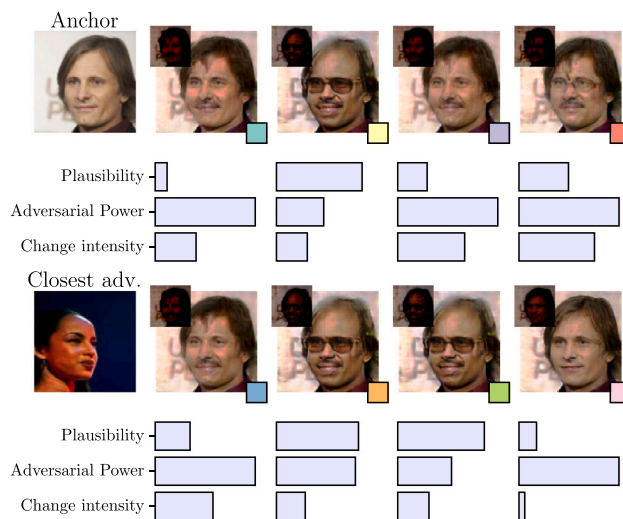 Anchor
Plausibility
Adversarial Power
Change intensity
Closest adv.
Plausibility
Adversarial Power
Change intensity